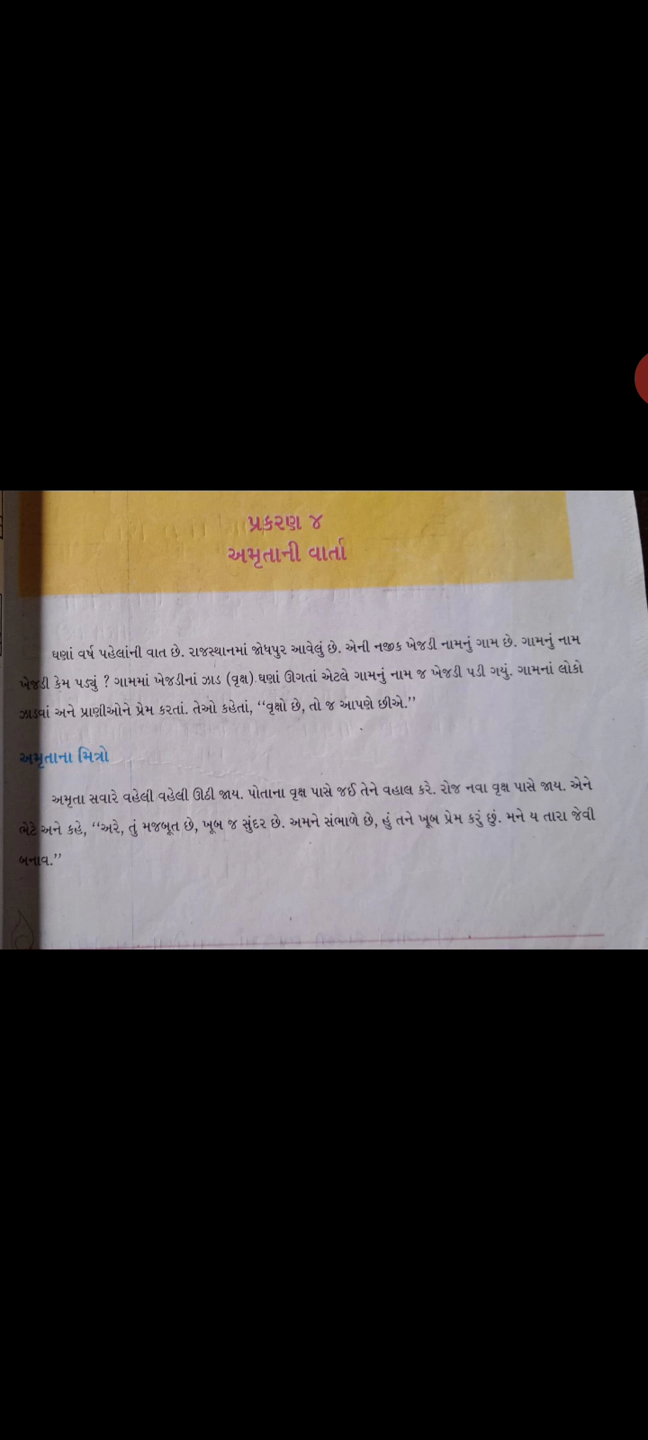 પ્રકરણ ૪
અમૃતાની વાર્તા
ઘણાં વર્ષ પહેલાંની વાત છે. રાજસ્થાનમાં જોધપુર આવેલું છે. એની નજીક ખેજડી નામનું ગામ છે. ગામનું નામ
ખેજડી કેમ પડ્યું ? ગામમાં ખેજડીનાં ઝાડ (વૃક્ષ) ઘણાં ઊગતાં એટલે ગામનું નામ જ ખેજડી પડી ગયું. ગામનાં લોકો
ઝાડવાં અને પ્રાણીઓને પ્રેમ કરતાં. તેઓ કહેતાં, “વૃક્ષો છે, તો જ આપણે છીએ.”
અમૃતાના મિત્રો
અમૃતા સવારે વહેલી વહેલી ઊઠી જાય. પોતાના વૃક્ષ પાસે જઈ તેને વહાલ કરે. રોજ નવા વૃક્ષ પાસે જાય. એને
ભેટે અને કહે, “અરે, તું મજબૂત છે, ખૂબ જ સુંદર છે. અમને સંભાળે છે, હું તને ખૂબ પ્રેમ કરું છું. મને ય તારા જેવી
બનાવ.”